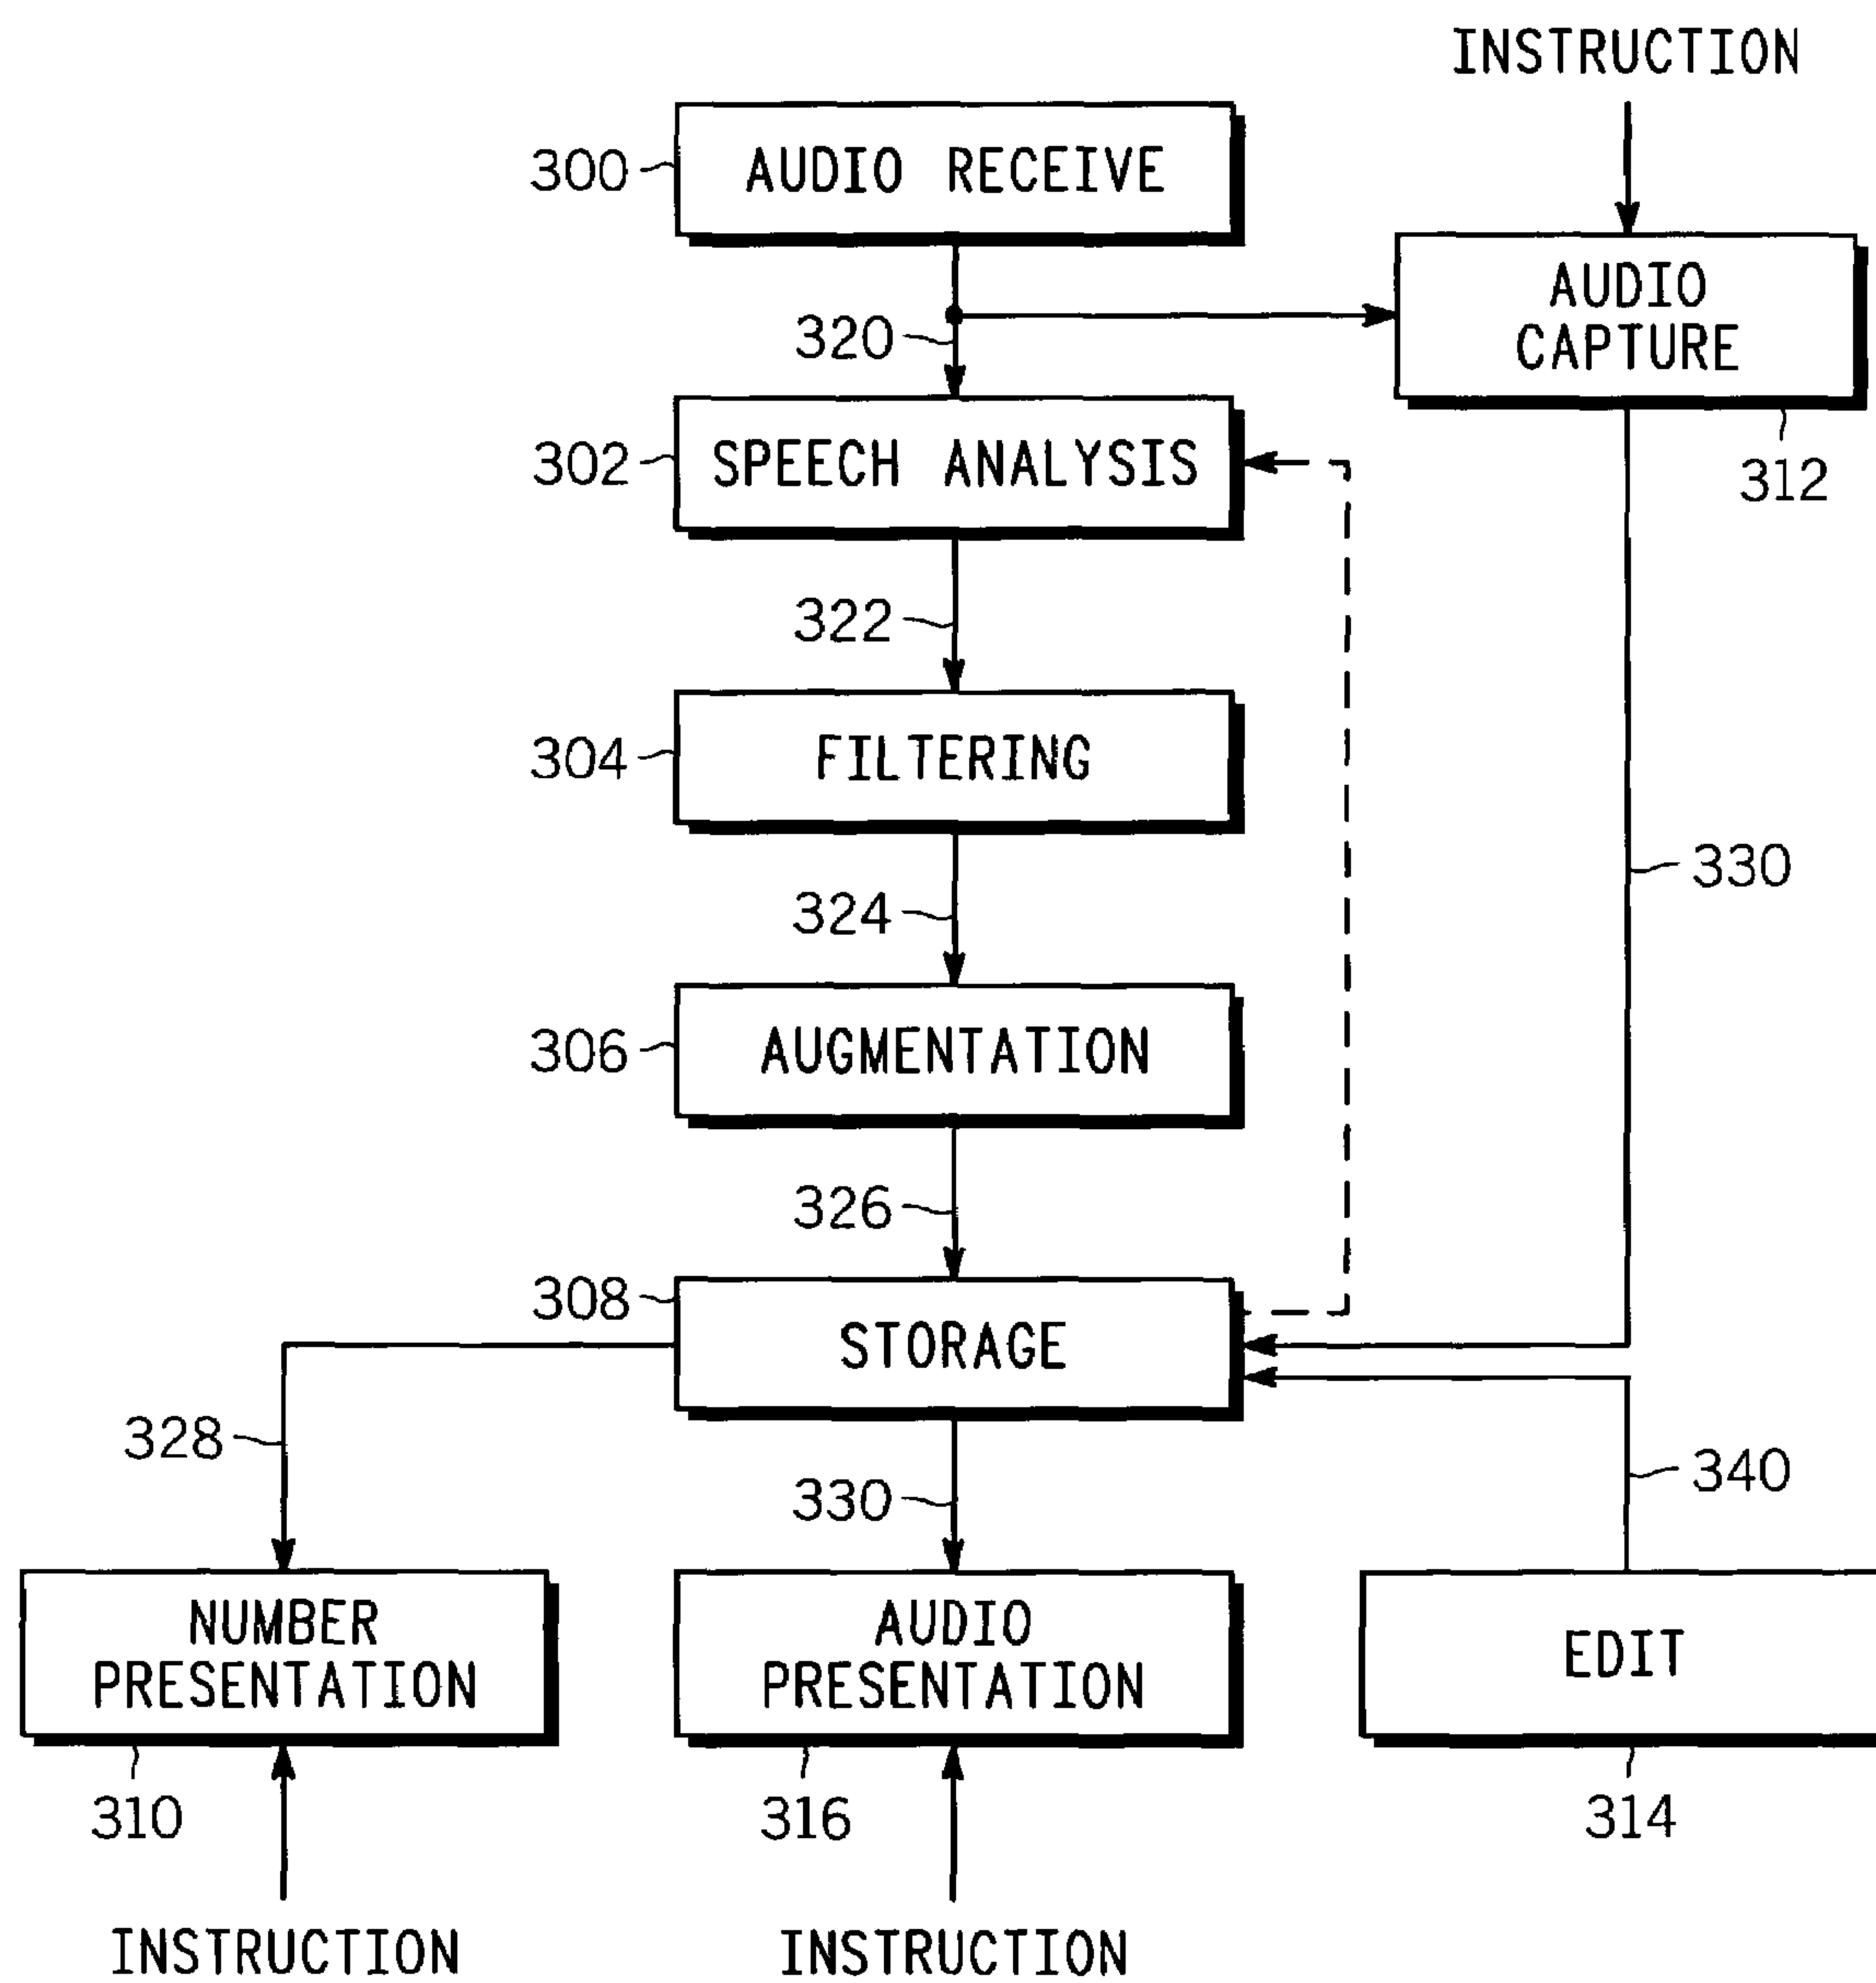 INSTRUCTION
300
AUDIO RECEIVE
AUDIO
CAPTURE
320
302
SPEECH ANALYSIS
312
322
304
FILTERING
330
324
306
AUGMENTATION
326
308
STORAGE
328
330
340
NUMBER
PRESENTATION
AUDIO
PRESENTATION
EDIT
310
316
314
INSTRUCTION
INSTRUCTION